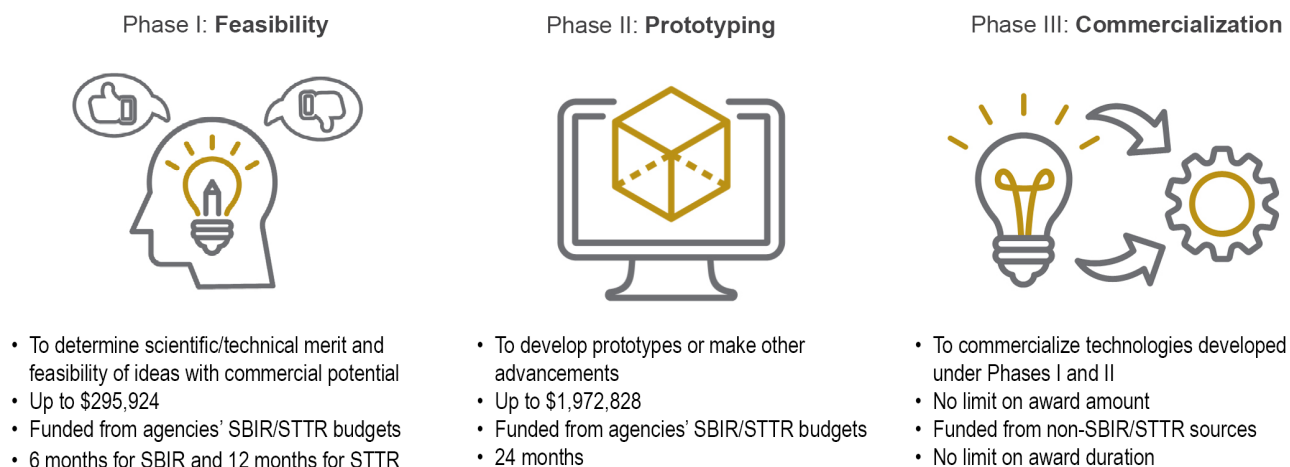 Phase I: Feasibility
• To determine scientific/technical merit and
feasibility of ideas with commercial potential
• Up to $295,924
• Funded from agencies’ SBIR/STTR budgets
• 6 months for SBIR and 12 months for STTR
Phase II: Prototyping
• To develop prototypes or make other
advancements
• Up to $1,972,828
• Funded from agencies’ SBIR/STTR budgets
• 24 months
Phase III: Commercialization
• To commercialize technologies developed
under Phases I and II
• No limit on award amount
• Funded from non-SBIR/STTR sources
• No limit on award duration